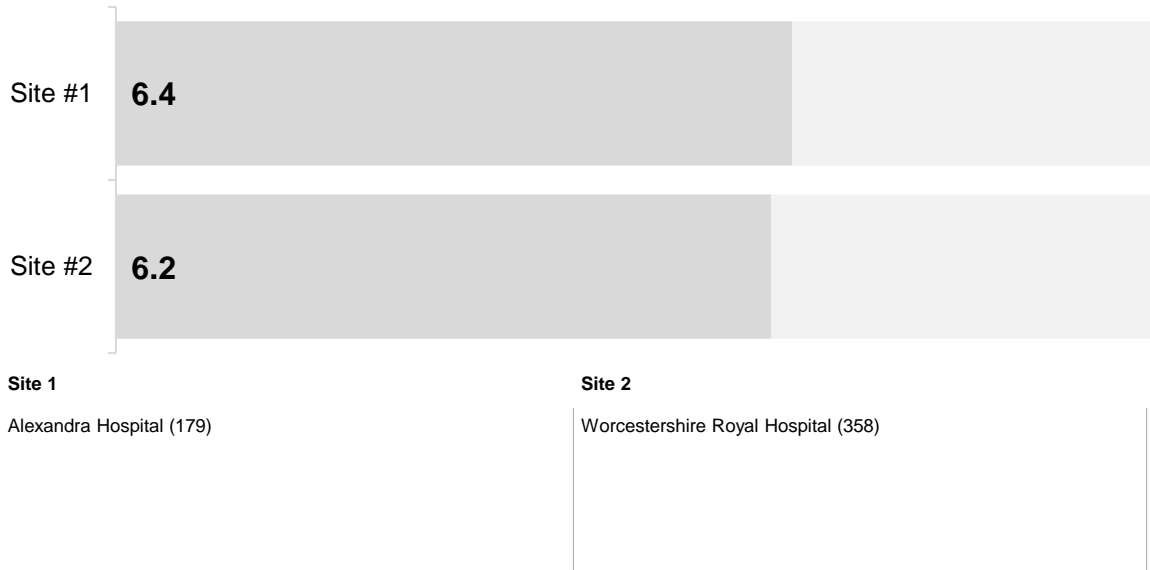 Site #1 6.4
Site #2 6.2
Site 1
Alexandra Hospital (179)
Site 2
Worcestershire Royal Hospital (358)